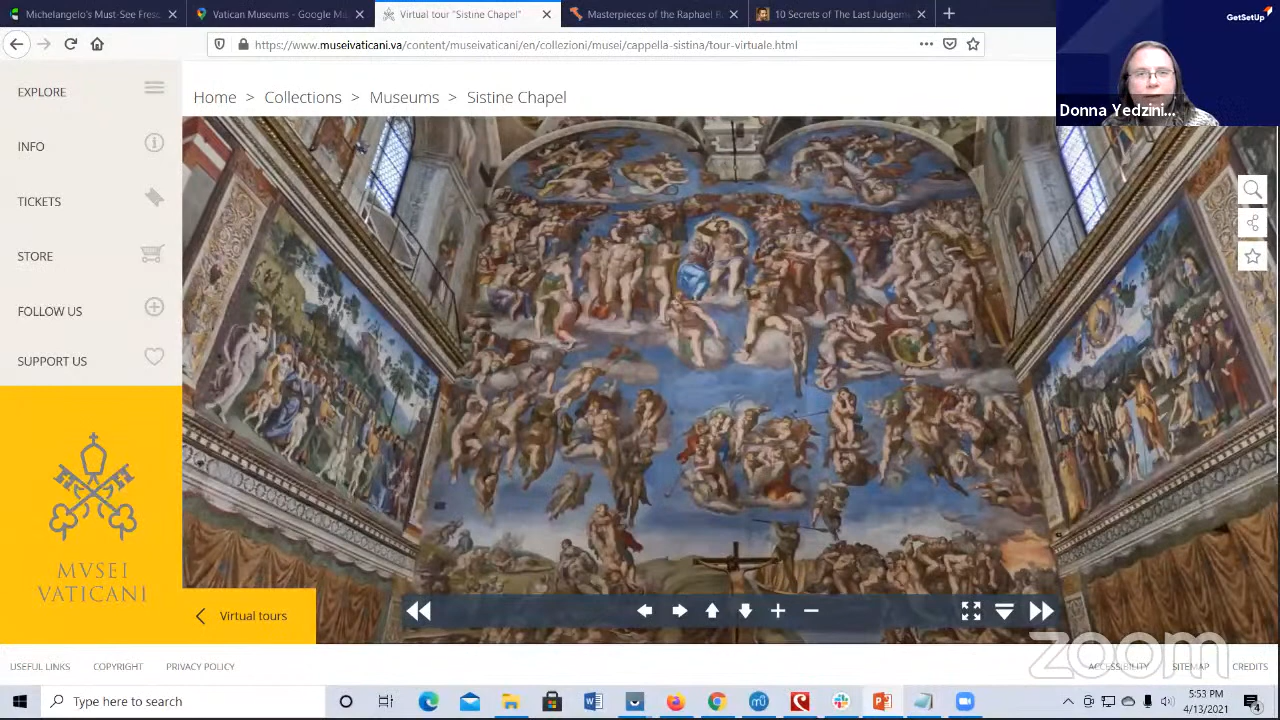 Michelangelo's Must-See Fresc
Vatican Museums - Google Ma
Virtual tour "Sistine Chapel"
Masterpieces of the Raphael R
10 Secrets of The Last Judgeme
GetSetUp
https://www.museivaticani.va/content/museivaticani/en/collezioni/musei/cappella-sistina/tour-virtuale.html
Donna Yedzini...
EXPLORE
Home > Collections > Museums > Sistine Chapel
INFO
TICKETS
STORE
FOLLOW US
SUPPORT US
MVSEI
VATICANI
Virtual tours
zoom
USEFUL LINKS COPYRIGHT PRIVACY POLICY ACCESSIBILITY SITEMAP CREDITS
Type here to search
5:53 PM
4/13/2021
4